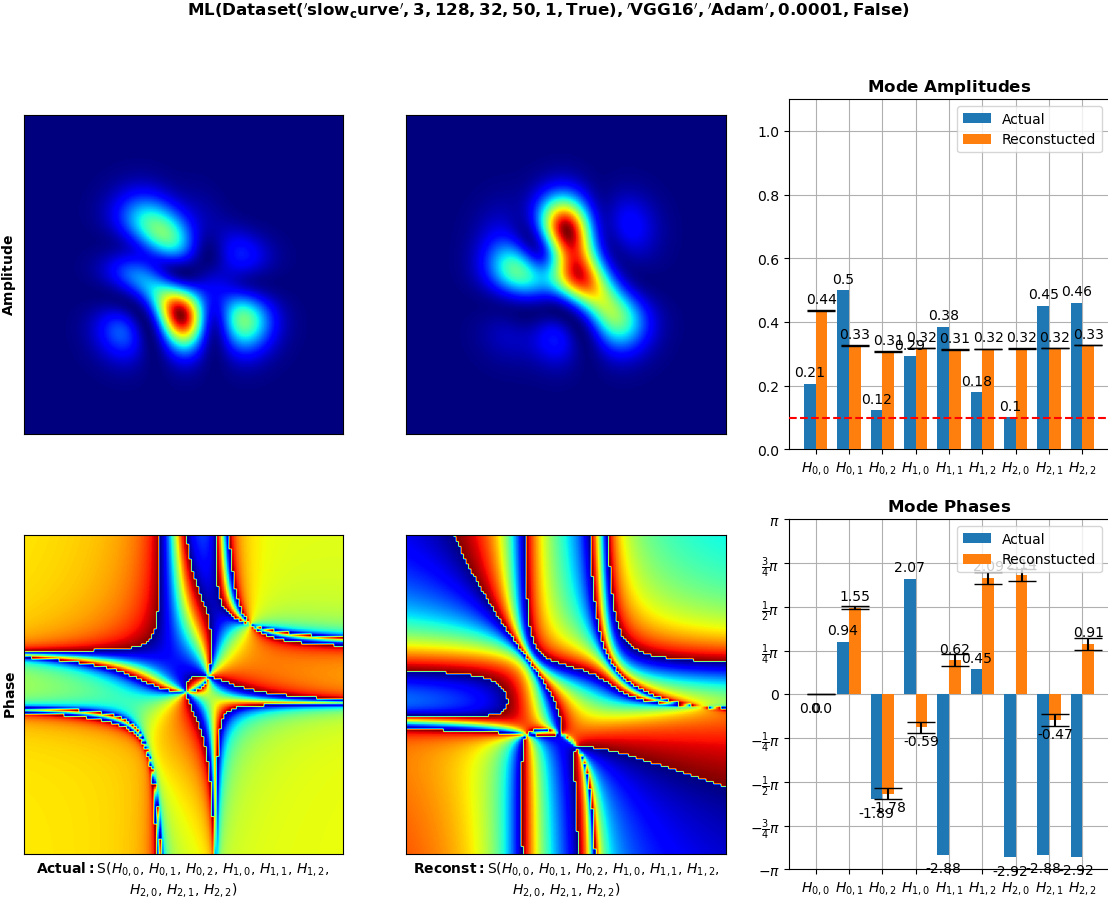 ML(Dataset('slow_curve', 3, 128, 32, 50, 1, True), 'VGG16', 'Adam', 0.0001, False)
Amplitude
Mode Amplitudes
Actual
Reconstucted
1.0
0.8
0.6
0.4
0.2
0.0
0.21
0.44
0.5
0.33
0.12
0.31
0.29
0.32
0.38
0.31
0.18
0.32
0.1
0.32
0.45
0.32
0.46
0.33
H0,0 H0,1 H0,2 H1,0 H1,1 H1,2 H2,0 H2,1 H2,2
Phase
Actual: S(H0,0, H0,1, H0,2, H1,0, H1,1, H1,2,
H2,0, H2,1, H2,2)
Reconst: S(H0,0, H0,1, H0,2, H1,0, H1,1, H1,2,
H2,0, H2,1, H2,2)
Mode Phases
Actual
Reconstucted
π
3/4π
1/2π
1/4π
0
−1/4π
−1/2π
−3/4π
−π
0.0
0.94
1.55
-1.89
-1.78
2.07
-0.59
-2.88
0.62
0.45
2.09
-2.92
-2.88
-0.47
-2.92
0.91
H0,0 H0,1 H0,2 H1,0 H1,1 H1,2 H2,0 H2,1 H2,2